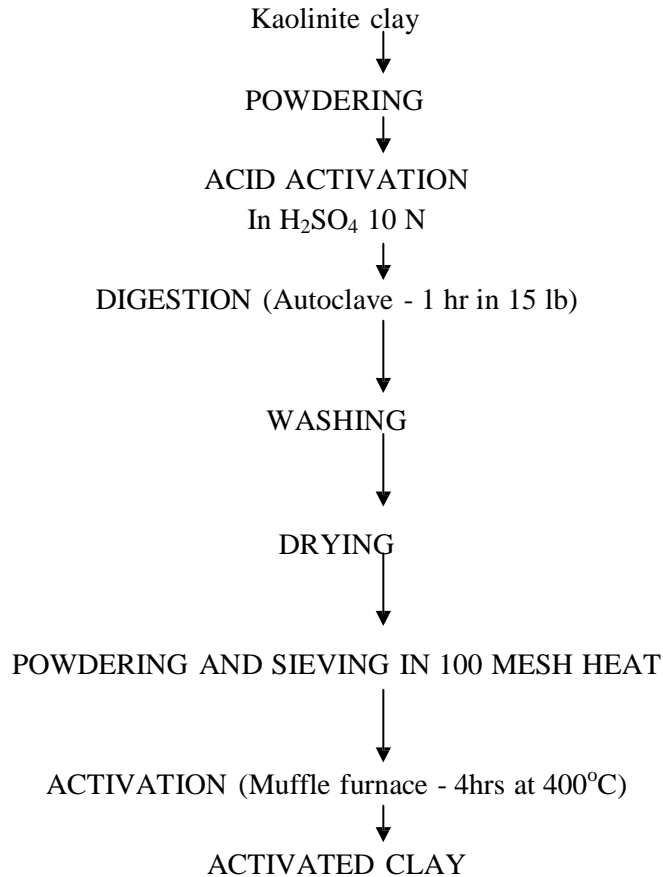 Kaolinite clay
POWDERING
ACID ACTIVATION
In H₂SO₄ 10 N
DIGESTION (Autoclave - 1 hr in 15 lb)
WASHING
DRYING
POWDERING AND SIEVING IN 100 MESH HEAT
ACTIVATION (Muffle furnace - 4hrs at 400°C)
ACTIVATED CLAY